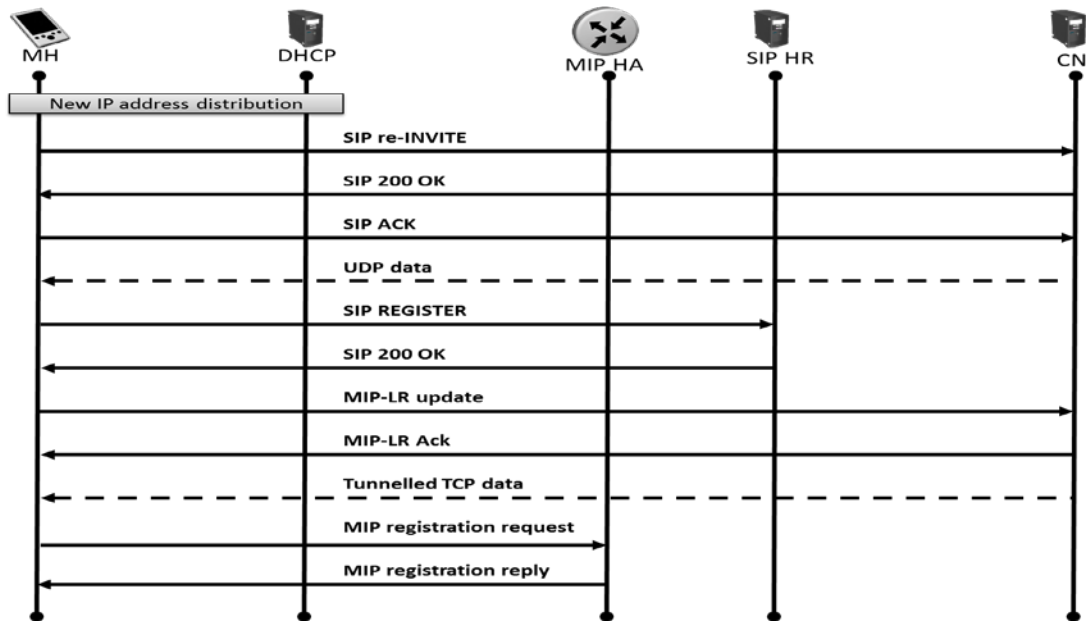 MH
DHCP
MIP HA
SIP HR
CN
New IP address distribution
SIP re-INVITE
SIP 200 OK
SIP ACK
UDP data
SIP REGISTER
SIP 200 OK
MIP-LR update
MIP-LR Ack
Tunnelled TCP data
MIP registration request
MIP registration reply